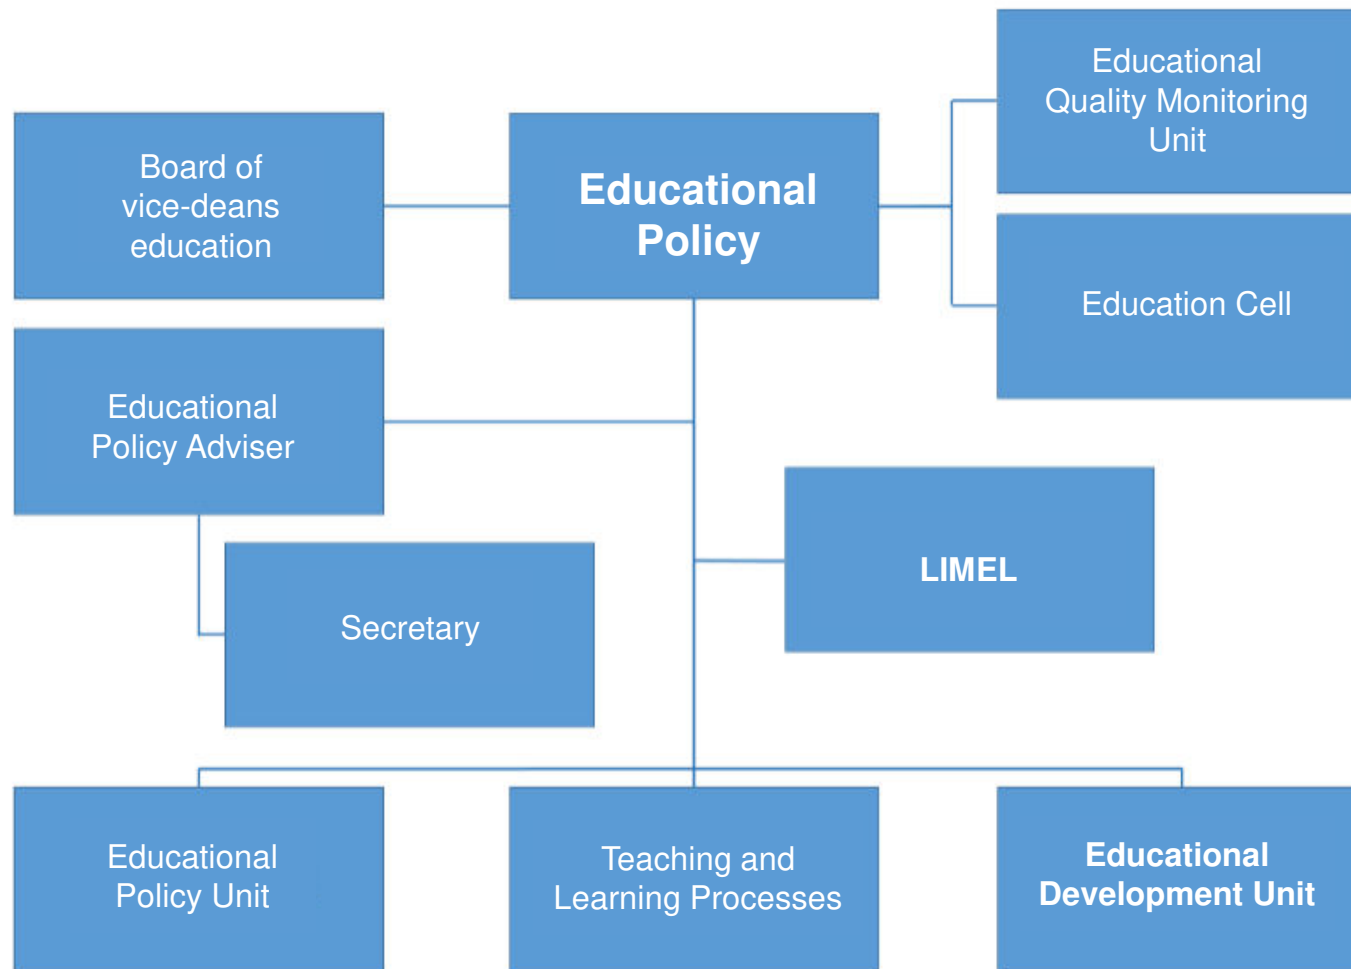 Educational
Quality Monitoring
Unit
Board of
vice-deans
education
Educational
Policy
Education Cell
Educational
Policy Adviser
LIMEL
Secretary
Educational
Policy Unit
Teaching and
Learning Processes
Educational
Development Unit